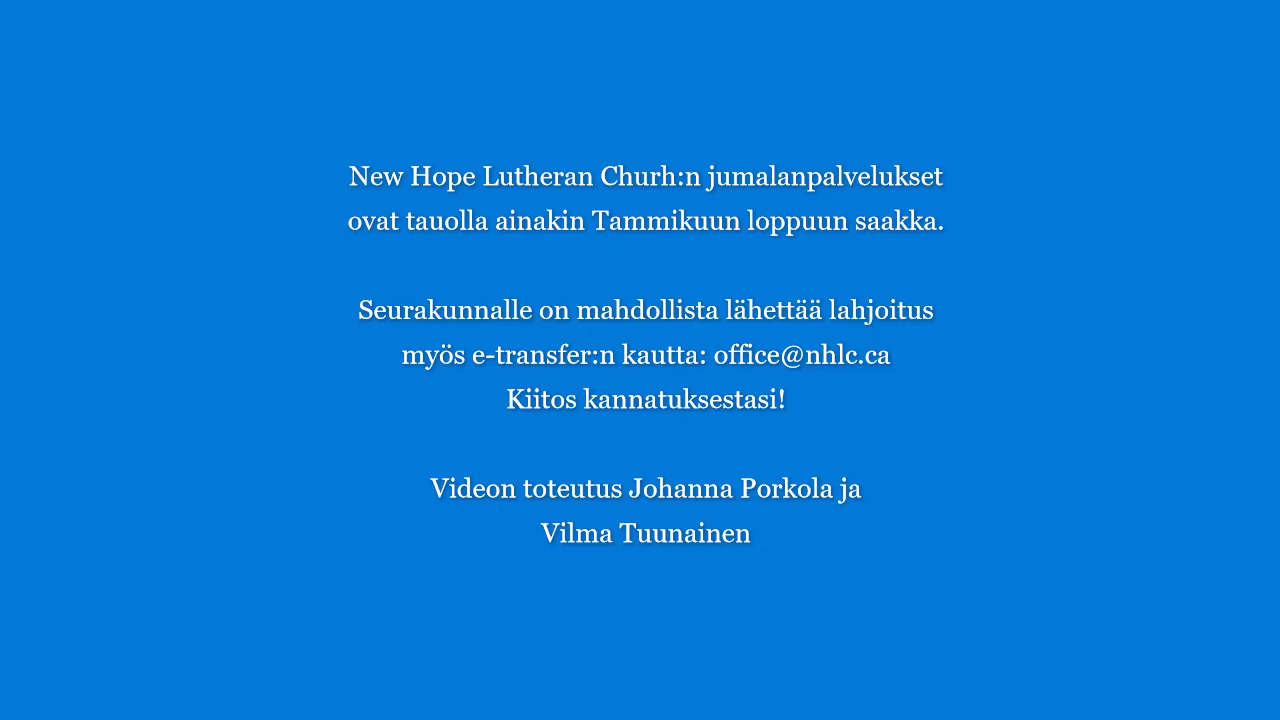 New Hope Lutheran Churh:n jumalanpalvelukset
ovat tauolla ainakin Tammikuun loppuun saakka.
Seurakunnalle on mahdollista lähettää lahjoitus
myös e-transfer:n kautta: office@nhlc.ca
Kiitos kannatuksestasi!
Videon toteutus Johanna Porkola ja
Vilma Tuunainen